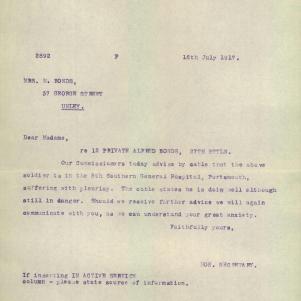 2892 F 16th July 1917.
MRS. M. BONDS,
57 GEORGE STREET
UNLEY.
Dear Madame,
re 12 PRIVATE ALFRED BONDS, 27TH BTLN.
Our Commissioners today advise by cable that the above
soldier is in the 5th Southern General Hospital, Portsmouth,
suffering with pleurisy. The cable states he is doing well although
still in danger. Should we receive further advice we will again
communicate with you, as we can understand your great anxiety.
Faithfully yours,
HON. SECRETARY.
If inserting IN ACTIVE SERVICE
column - please state source of information.